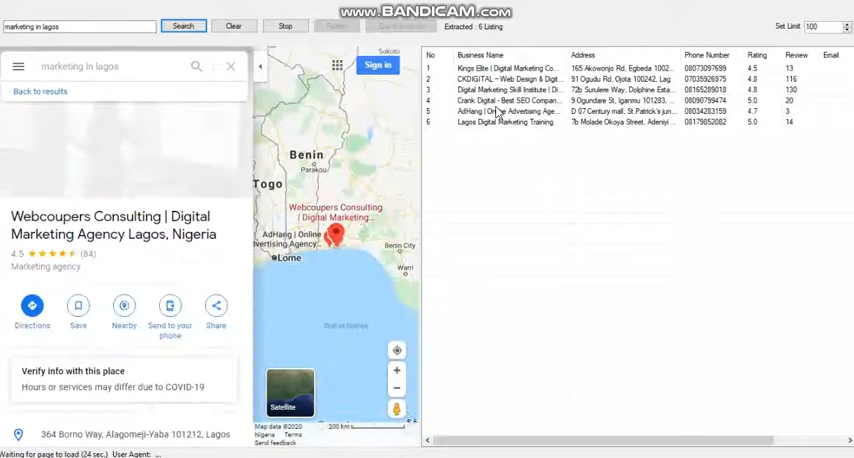 www.BANDICAM.com
marketing in lagos
Search
Clear
Stop
Extracted : 6 Listing
Set Limit
100
marketing in lagos
Back to results
Webcoupers Consulting | Digital
Marketing Agency Lagos, Nigeria
4.5
(84)
Marketing agency
Directions
Save
Nearby
Send to your
phone
Share
Verify info with this place
Hours or services may differ due to COVID-19
364 Borno Way, Alagomeji-Yaba 101212, Lagos
Sign in
Sokoto
Benin
Parakou
Togo
Webcoupers Consulting
| Digital Marketing...
AdHang | Online
dvertising Agency...
Lome
Benin City
Warri
Gulf of Guinea
Satellite
Map data ©2020
200 km
Nigeria Terms
Send feedback
No Business Name Address Phone Number Rating Review Email
1 Kings Elite | Digital Marketing Co... 165 Akowonjo Rd, Egbeda 1002... 08073097699 4.5 13
2 CKDIGITAL – Web Design & Digit... 91 Ogudu Rd, Ojota 100242, Lag 07035926975 4.8 116
3 Digital Marketing Skill Institute | Di... 72b Surulere Way, Dolphine Esta... 08165289018 4.8 130
4 Crank Digital - Best SEO Compan... 9 Ogundare St, Iganmu 101283, ... 08090799474 5.0 20
5 AdHang | Online Advertising Age... D 07 Century mall, St.Patrick's jun... 08034283159 4.7 3
6 Lagos Digital Marketing Training 7b Molade Okoya Street, Adeniyi ... 08179852082 5.0 14
Waiting for page to load (24 sec.) User Agent: ...